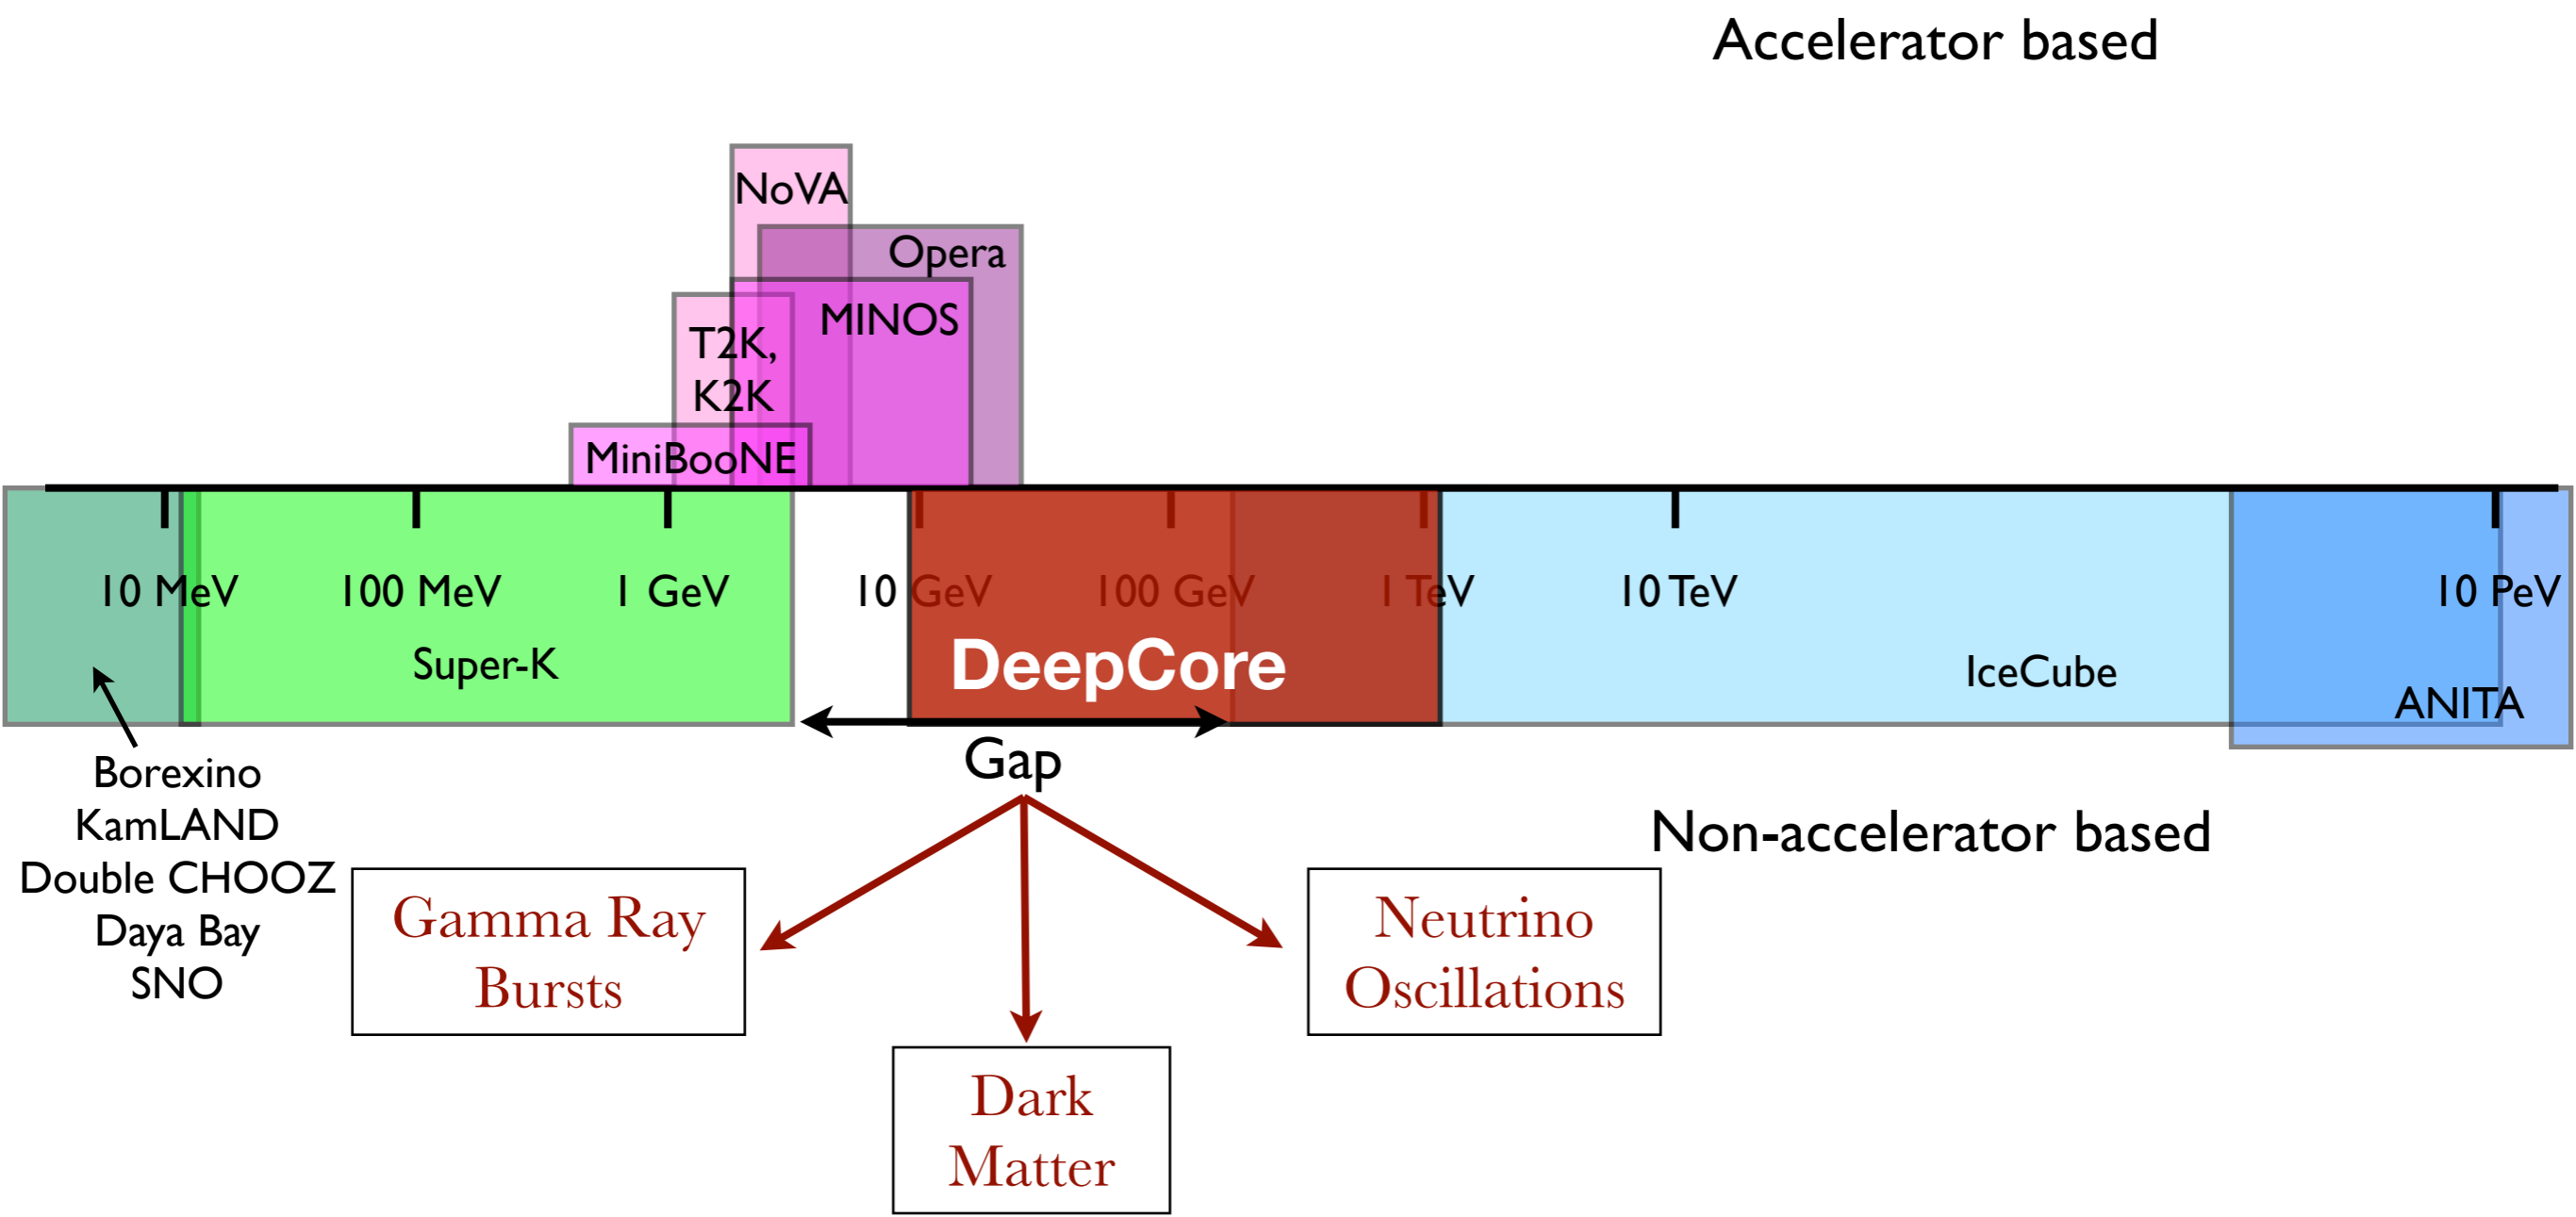 Accelerator based
NoVA
Opera
MINOS
T2K,
K2K
MiniBooNE
10 MeV
100 MeV
1 GeV
10 GeV
100 GeV
1 TeV
10 TeV
10 PeV
Super-K
DeepCore
IceCube
ANITA
Gap
Borexino
KamLAND
Double CHOOZ
Daya Bay
SNO
Non-accelerator based
Gamma Ray
Bursts
Neutrino
Oscillations
Dark
Matter